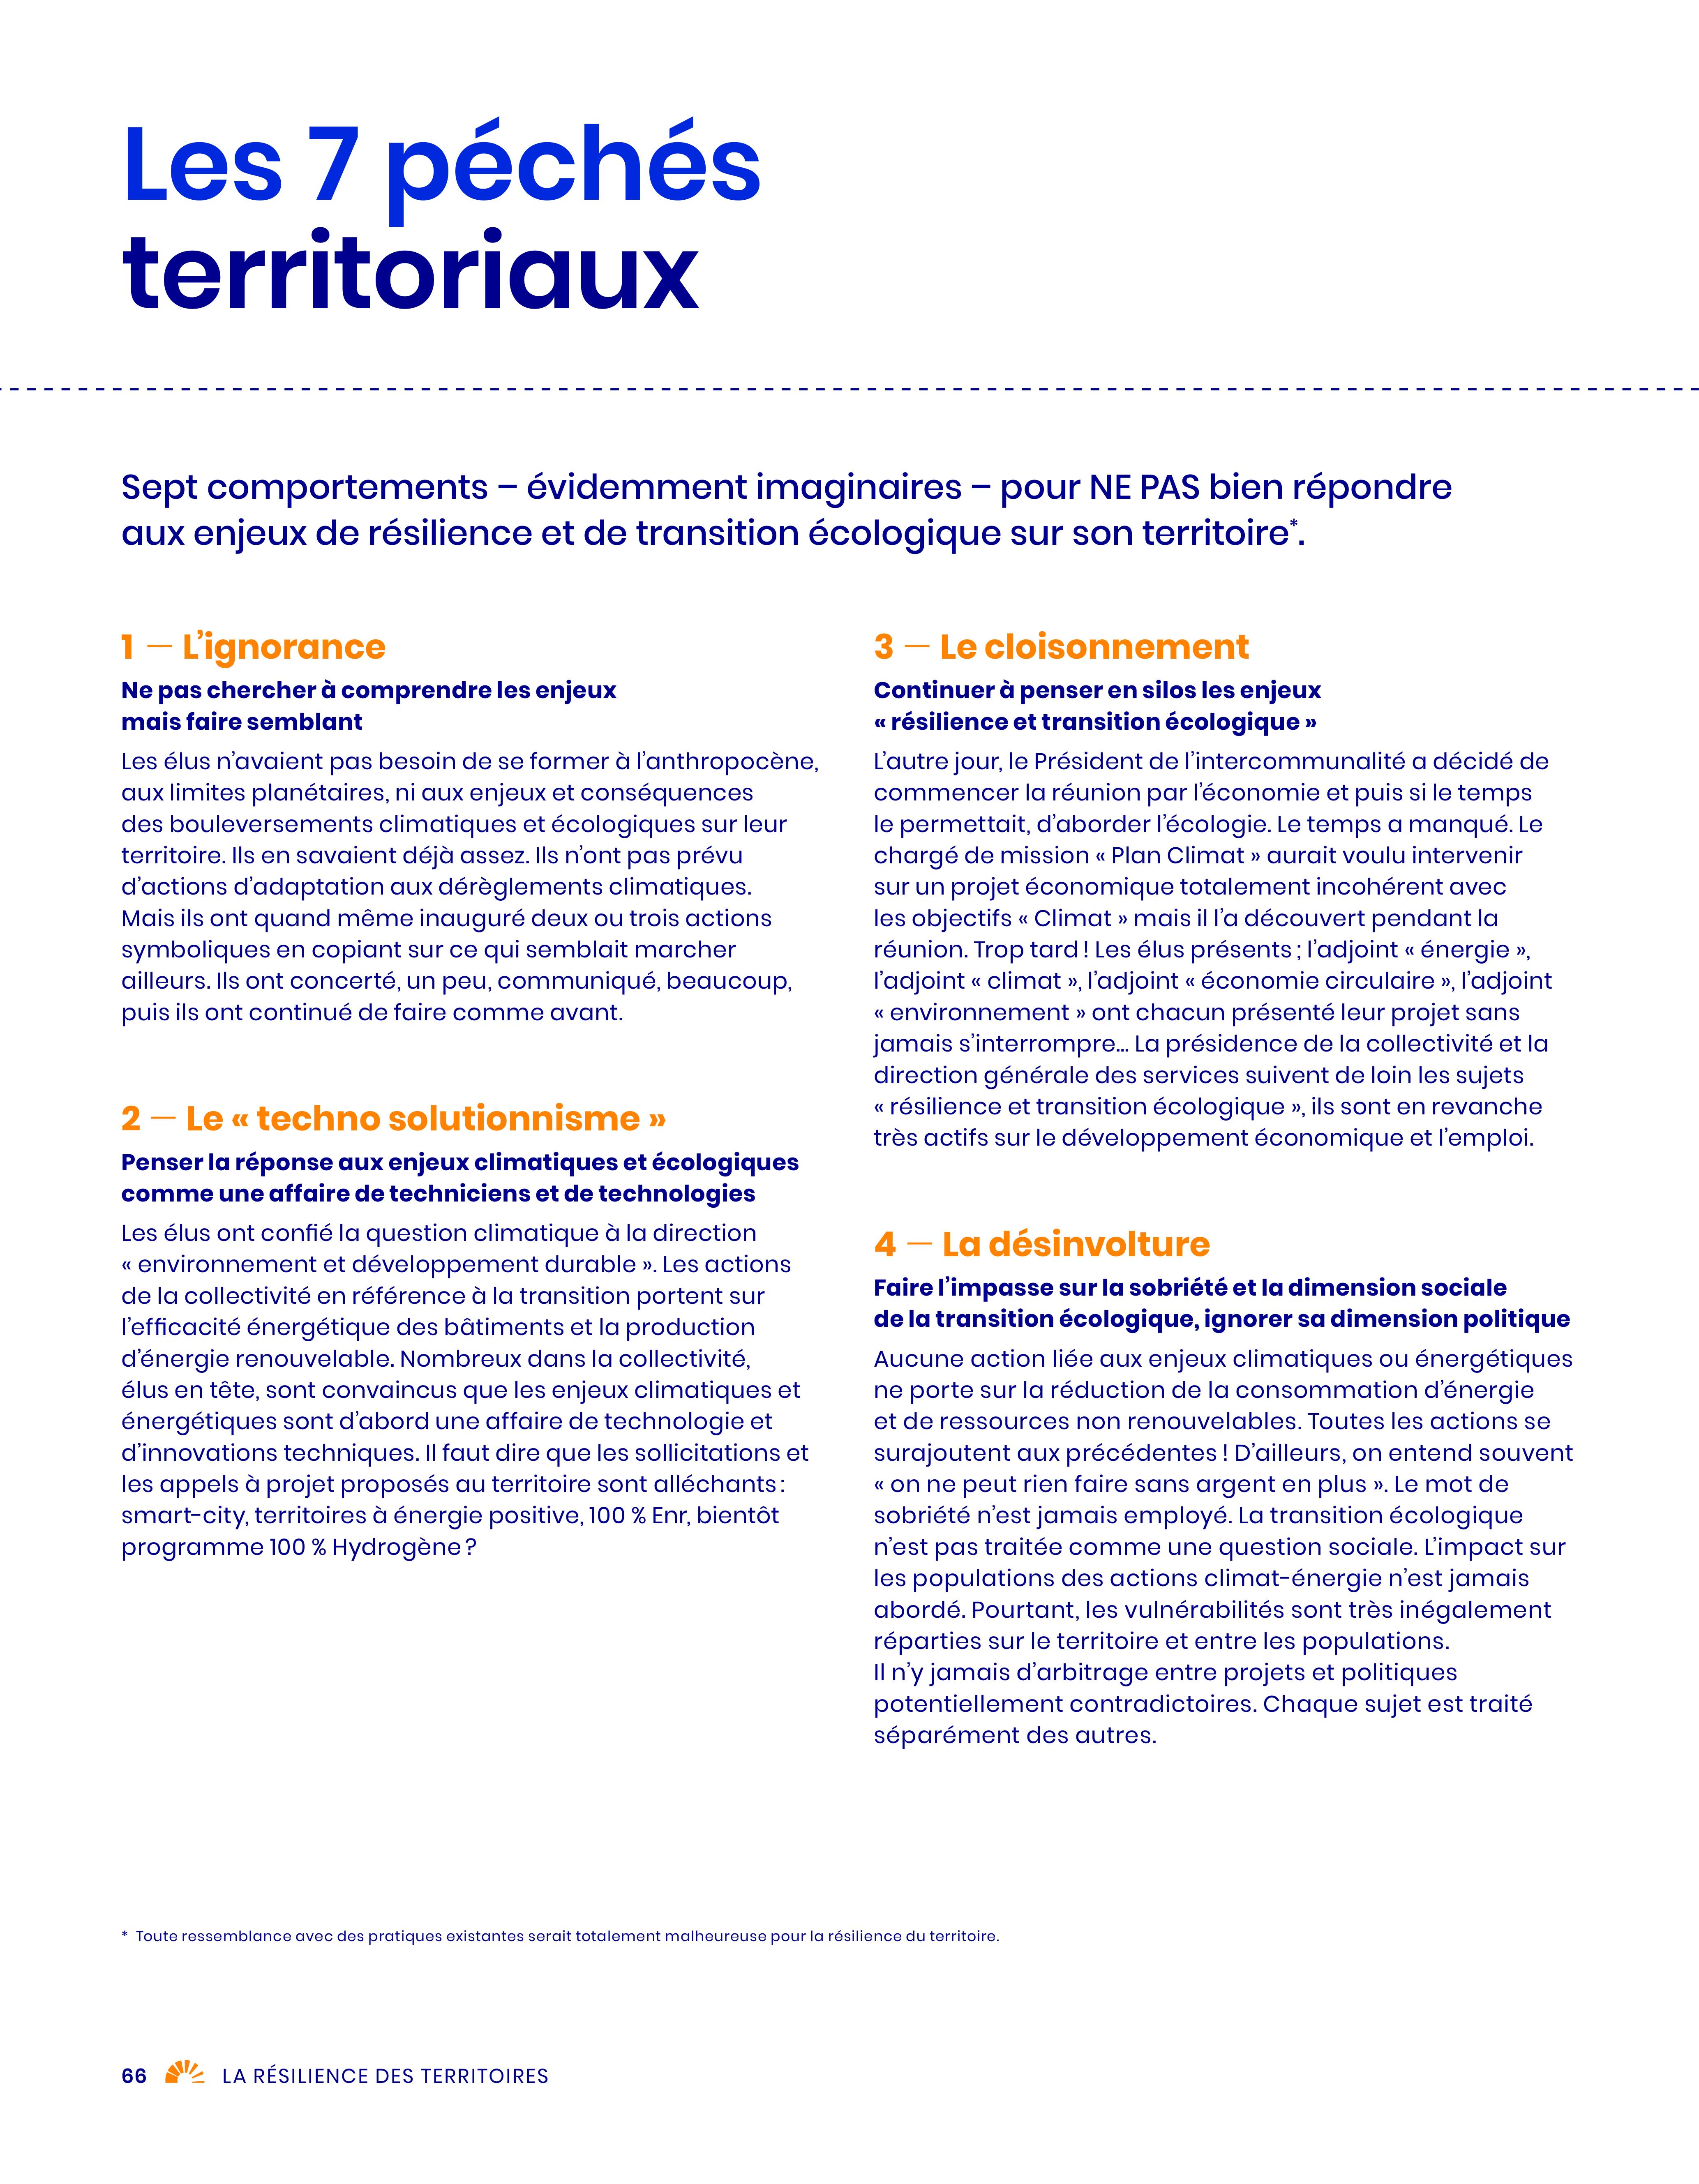 Les 7 péchés
territoriaux
Sept comportements – évidemment imaginaires – pour NE PAS bien répondre
aux enjeux de résilience et de transition écologique sur son territoire*.
1 — L’ignorance
Ne pas chercher à comprendre les enjeux
mais faire semblant
Les élus n’avaient pas besoin de se former à l’anthropocène,
aux limites planétaires, ni aux enjeux et conséquences
des bouleversements climatiques et écologiques sur leur
territoire. Ils en savaient déjà assez. Ils n’ont pas prévu
d’actions d’adaptation aux dérèglements climatiques.
Mais ils ont quand même inauguré deux ou trois actions
symboliques en copiant sur ce qui semblait marcher
ailleurs. Ils ont concerté, un peu, communiqué, beaucoup,
puis ils ont continué de faire comme avant.
2 — Le « techno solutionnisme »
Penser la réponse aux enjeux climatiques et écologiques
comme une affaire de techniciens et de technologies
Les élus ont confié la question climatique à la direction
« environnement et développement durable ». Les actions
de la collectivité en référence à la transition portent sur
l’efficacité énergétique des bâtiments et la production
d’énergie renouvelable. Nombreux dans la collectivité,
élus en tête, sont convaincus que les enjeux climatiques et
énergétiques sont d’abord une affaire de technologie et
d’innovations techniques. Il faut dire que les sollicitations et
les appels à projet proposés au territoire sont alléchants :
smart-city, territoires à énergie positive, 100 % Enr, bientôt
programme 100 % Hydrogène ?
3 — Le cloisonnement
Continuer à penser en silos les enjeux
« résilience et transition écologique »
L’autre jour, le Président de l’intercommunalité a décidé de
commencer la réunion par l’économie et puis si le temps
le permettait, d’aborder l’écologie. Le temps a manqué. Le
chargé de mission « Plan Climat » aurait voulu intervenir
sur un projet économique totalement incohérent avec
les objectifs « Climat » mais il l’a découvert pendant la
réunion. Trop tard ! Les élus présents ; l’adjoint « énergie »,
l’adjoint « climat », l’adjoint « économie circulaire », l’adjoint
« environnement » ont chacun présenté leur projet sans
jamais s’interrompre... La présidence de la collectivité et la
direction générale des services suivent de loin les sujets
« résilience et transition écologique », ils sont en revanche
très actifs sur le développement économique et l’emploi.
4 — La désinvolture
Faire l’impasse sur la sobriété et la dimension sociale
de la transition écologique, ignorer sa dimension politique
Aucune action liée aux enjeux climatiques ou énergétiques
ne porte sur la réduction de la consommation d’énergie
et de ressources non renouvelables. Toutes les actions se
surajoutent aux précédentes ! D’ailleurs, on entend souvent
« on ne peut rien faire sans argent en plus ». Le mot de
sobriété n’est jamais employé. La transition écologique
n’est pas traitée comme une question sociale. L’impact sur
les populations des actions climat-énergie n’est jamais
abordé. Pourtant, les vulnérabilités sont très inégalement
réparties sur le territoire et entre les populations.
Il n’y jamais d’arbitrage entre projets et politiques
potentiellement contradictoires. Chaque sujet est traité
séparément des autres.
* Toute ressemblance avec des pratiques existantes serait totalement malheureuse pour la résilience du territoire.
66 LA RÉSILIENCE DES TERRITOIRES